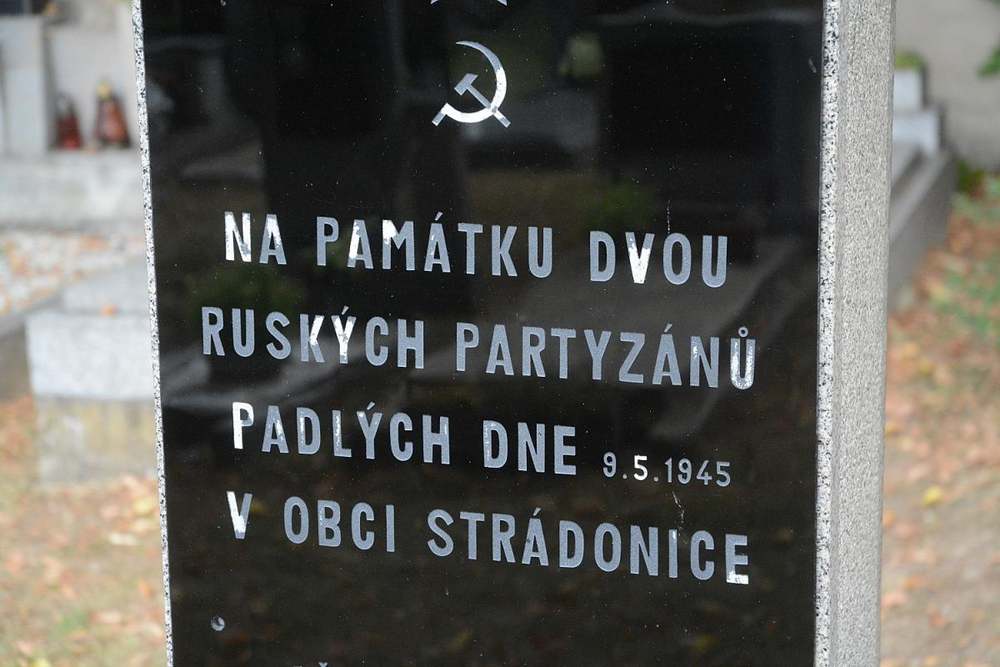 NA PAMÁTKU DVOU
RUSKÝCH PARTYZÁNŮ
PADLÝCH DNE 9.5.1945
V OBCI STRÁDONICE